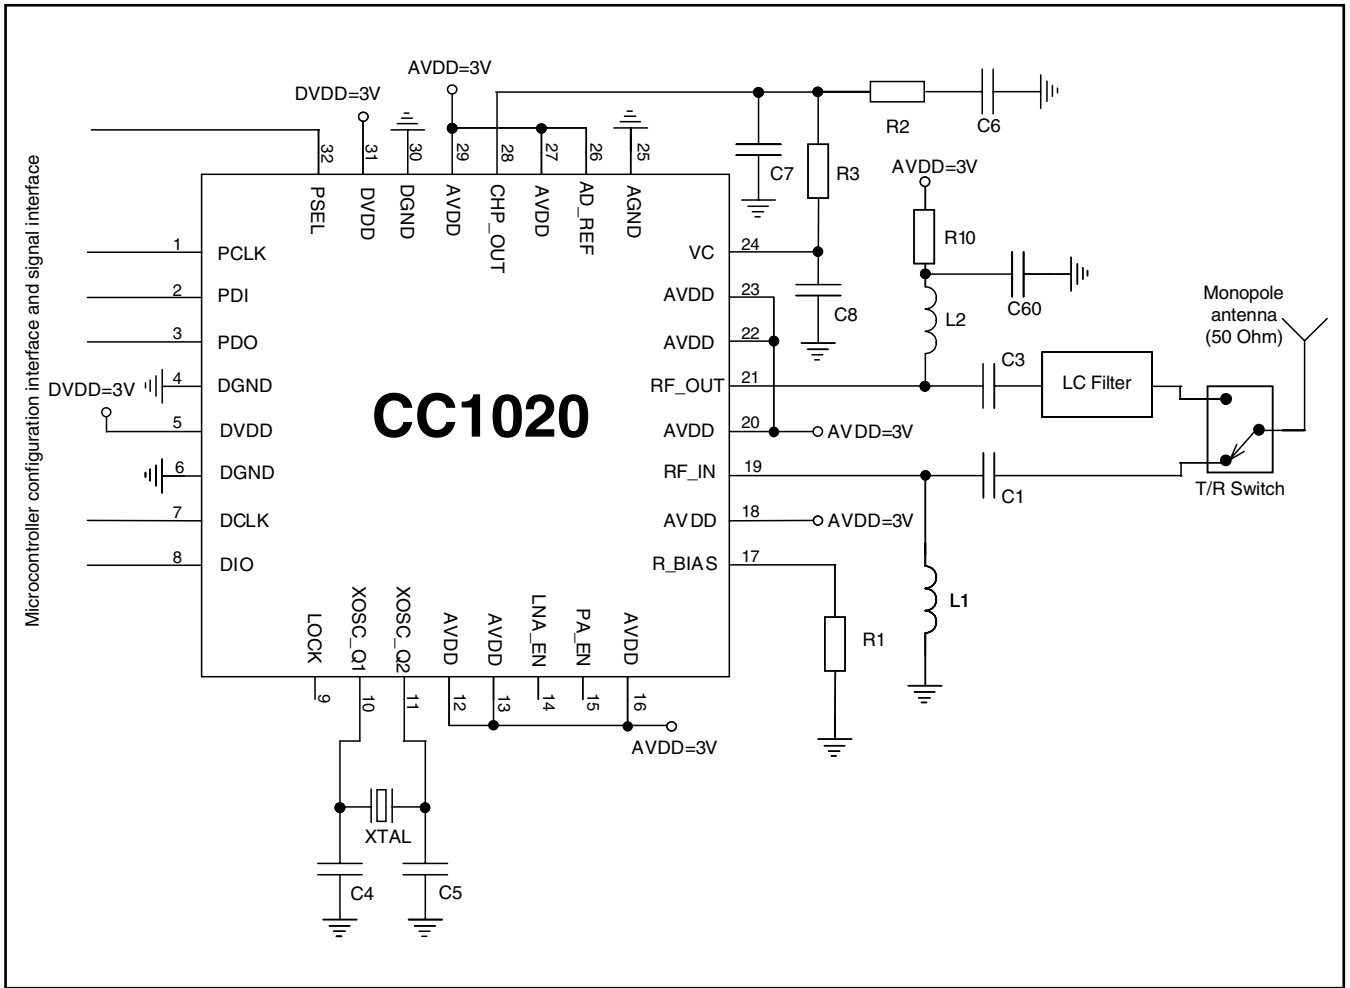 AVDD=3V
DVDD=3V
R2
C6
32
31
30
29
28
27
26
25
C7
R3
AVDD=3V
PSEL
DVDD
DGND
AVDD
CHP_OUT
AVDD
AD_REF
AGND
R10
Microcontroller configuration interface and signal interface
1
PCLK
VC
24
2
PDI
AVDD
23
C8
C60
L2
Monopole
antenna
(50 Ohm)
3
PDO
AVDD
22
C3
DVDD=3V
4
DGND
RF_OUT
21
LC Filter
CC1020
5
DVDD
AVDD
20
AVDD=3V
6
DGND
RF_IN
19
C1
T/R Switch
7
DCLK
AVDD
18
AVDD=3V
8
DIO
R_BIAS
17
LOCK
XOSC_Q1
XOSC_Q2
AVDD
AVDD
LNA_EN
PA_EN
AVDD
L1
R1
9
10
11
12
13
14
15
16
AVDD=3V
XTAL
C4
C5